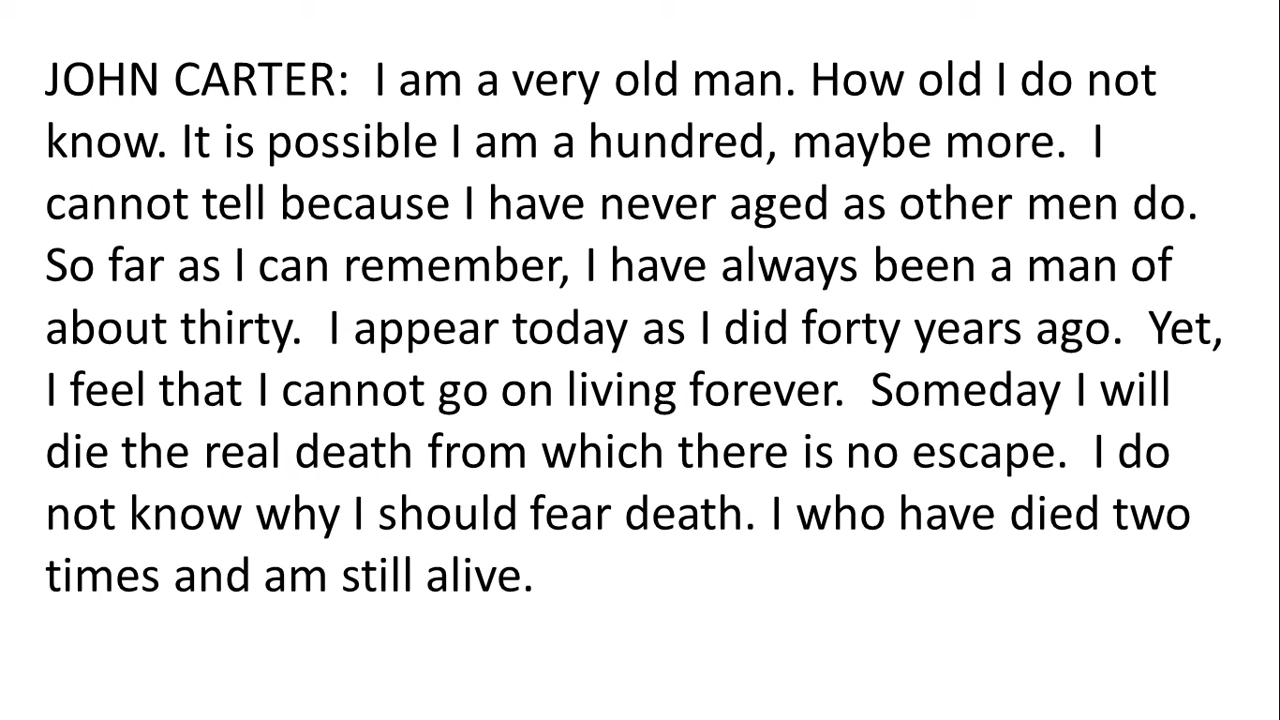 JOHN CARTER:  I am a very old man. How old I do not
know. It is possible I am a hundred, maybe more.  I
cannot tell because I have never aged as other men do.
So far as I can remember, I have always been a man of
about thirty.  I appear today as I did forty years ago.  Yet,
I feel that I cannot go on living forever.  Someday I will
die the real death from which there is no escape.  I do
not know why I should fear death. I who have died two
times and am still alive.